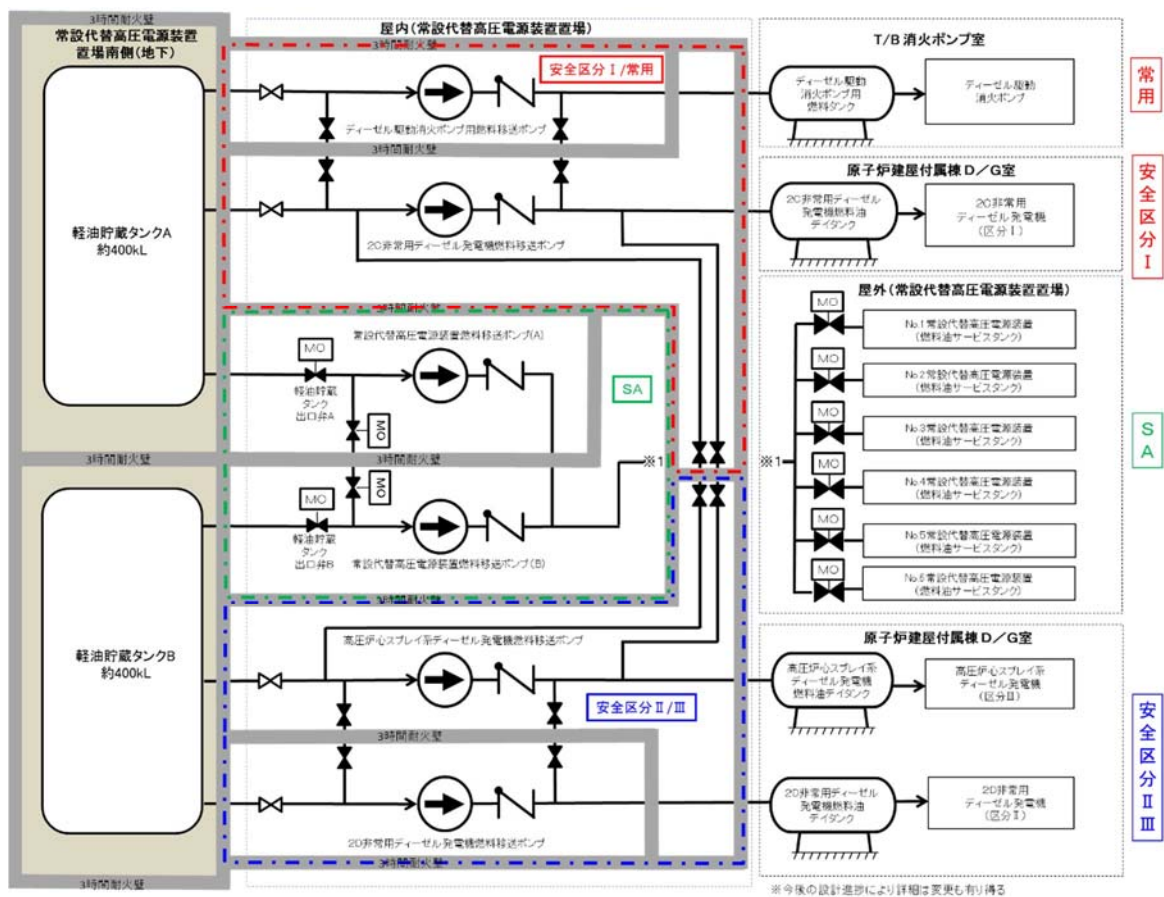 3時間耐火壁
常設代替高圧電源装置
置場南側(地下)
軽油貯蔵タンクA
約400kL
3時間耐火壁
軽油貯蔵タンクB
約400kL
3時間耐火壁
屋内(常設代替高圧電源装置置場)
3時間耐火壁
安全区分Ⅰ/常用
ディーゼル駆動消火ポンプ用燃料移送ポンプ
3時間耐火壁
2C非常用ディーゼル発電機燃料移送ポンプ
3時間耐火壁
常設代替高圧電源装置燃料移送ポンプ(A)
MO
軽油貯蔵
タンク
出口弁A
MO
SA
3時間耐火壁
※1
MO
MO
軽油貯蔵
タンク
出口弁B
常設代替高圧電源装置燃料移送ポンプ(B)
3時間耐火壁
高圧炉心スプレイ系ディーゼル発電機燃料移送ポンプ
安全区分Ⅱ/Ⅲ
3時間耐火壁
2D非常用ディーゼル発電機燃料移送ポンプ
3時間耐火壁
T/B 消火ポンプ室
ディーゼル駆動
消火ポンプ用
燃料タンク
ディーゼル駆動
消火ポンプ
常用
原子炉建屋付属棟 D/G室
2C非常用ディーゼル
発電機燃料油
デイタンク
2C非常用
ディーゼル発電機
(区分Ⅰ)
安全区分Ⅰ
屋外(常設代替高圧電源装置置場)
※1
MO
No.1常設代替高圧電源装置
(燃料油サービスタンク)
MO
No.2常設代替高圧電源装置
(燃料油サービスタンク)
MO
No.3常設代替高圧電源装置
(燃料油サービスタンク)
MO
No.4常設代替高圧電源装置
(燃料油サービスタンク)
MO
No.5常設代替高圧電源装置
(燃料油サービスタンク)
MO
No.6常設代替高圧電源装置
(燃料油サービスタンク)
SA
原子炉建屋付属棟 D/G室
高圧炉心スプレイ系
ディーゼル発電機
燃料油デイタンク
高圧炉心スプレイ系
ディーゼル発電機
(区分Ⅲ)
2D非常用ディーゼル
発電機燃料油
デイタンク
2D非常用
ディーゼル発電機
(区分Ⅱ)
安全区分ⅡⅢ
※今後の設計進捗により詳細は変更も有り得る